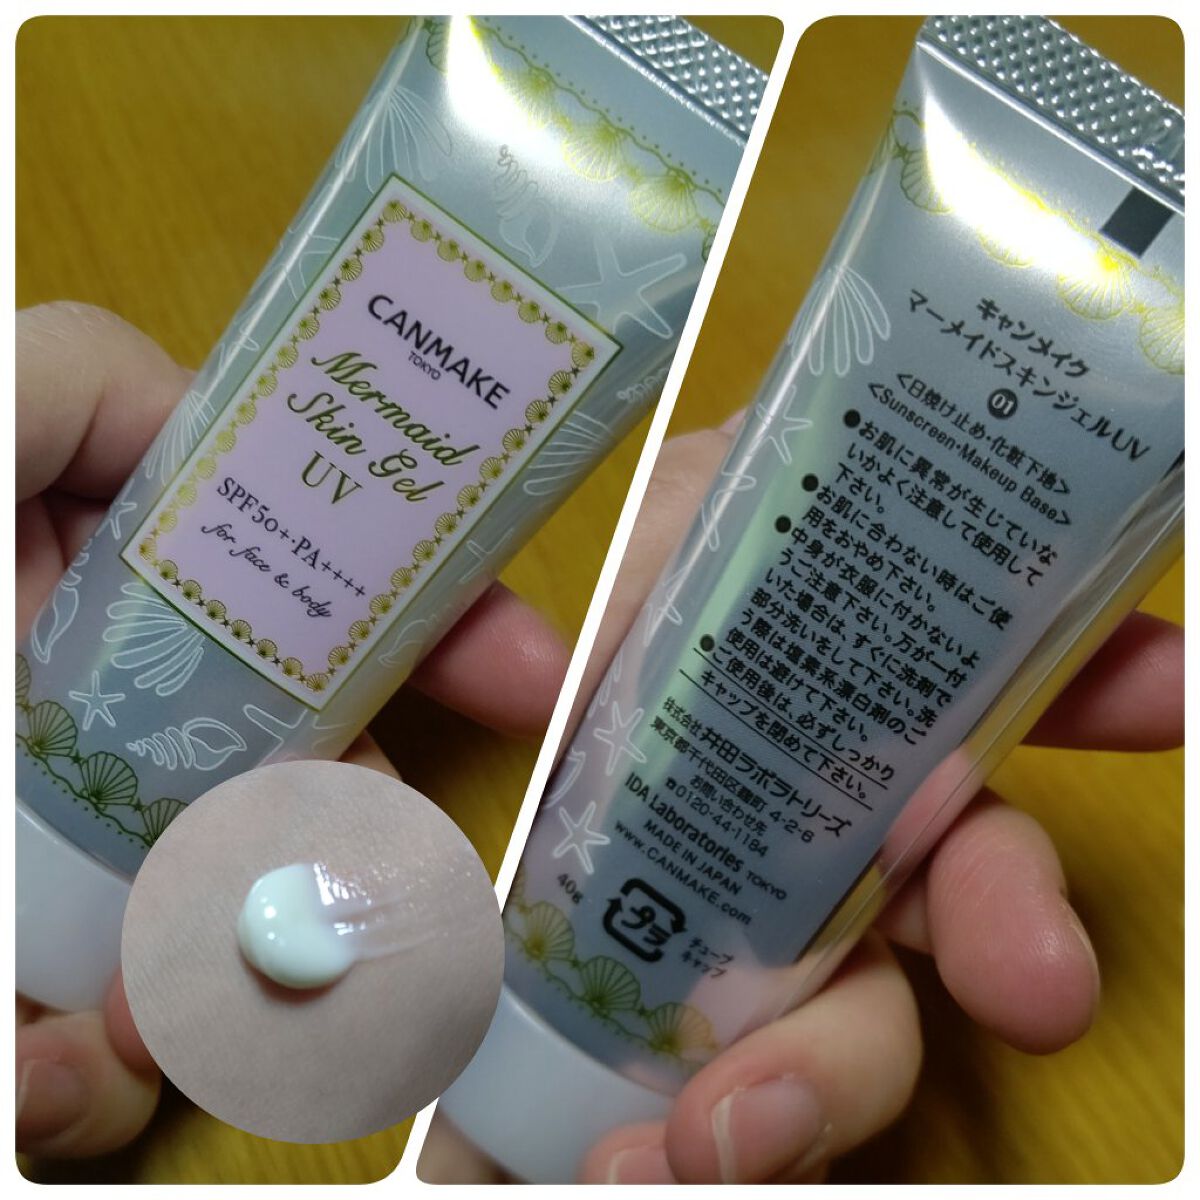 CANMAKE
TOKYO
Mermaid
Skin Gel
UV
SPF50+・PA++++
for face & body
キャンメイク
マーメイドスキンジェルUV
01
<日焼け止め・化粧下地>
<Sunscreen・Makeup Base>
●お肌に異常が生じていな
いかよく注意して使用して
下さい。
●お肌に合わない時はご使
用をおやめ下さい。
●中身が衣服に付かないよ
うご注意下さい。万が一付
いた場合は、すぐに洗剤で
部分洗いをして下さい。洗
う際は塩素系漂白剤のご
使用は避けて下さい。
●ご使用後は、必ずしっかり
キャップを閉めて下さい。
株式会社 井田ラボラトリーズ
東京都千代田区麹町 4-2-6
お問い合わせ先
☎0120-44-1184
IDA Laboratories TOKYO
MADE IN JAPAN
www.CANMAKE.com
40g
プラ
チューブ
キャップ